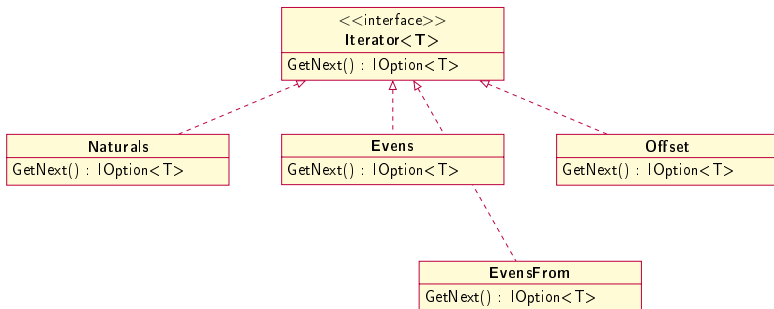 <<interface>>
Iterator<T>
GetNext() : IOption<T>
Naturals
GetNext() : IOption<T>
Evens
GetNext() : IOption<T>
Offset
GetNext() : IOption<T>
EvensFrom
GetNext() : IOption<T>